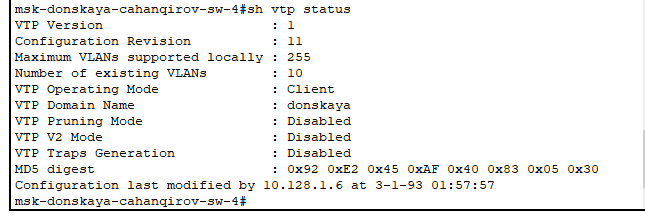 msk-donskaya-cahanqirov-sw-4#sh vtp status
VTP Version                     : 1
Configuration Revision          : 11
Maximum VLANs supported locally : 255
Number of existing VLANs        : 10
VTP Operating Mode              : Client
VTP Domain Name                 : donskaya
VTP Pruning Mode                : Disabled
VTP V2 Mode                     : Disabled
VTP Traps Generation            : Disabled
MD5 digest                      : 0x92 0xE2 0x45 0xAF 0x40 0x83 0x05 0x30
Configuration last modified by 10.128.1.6 at 3-1-93 01:57:57
msk-donskaya-cahanqirov-sw-4#